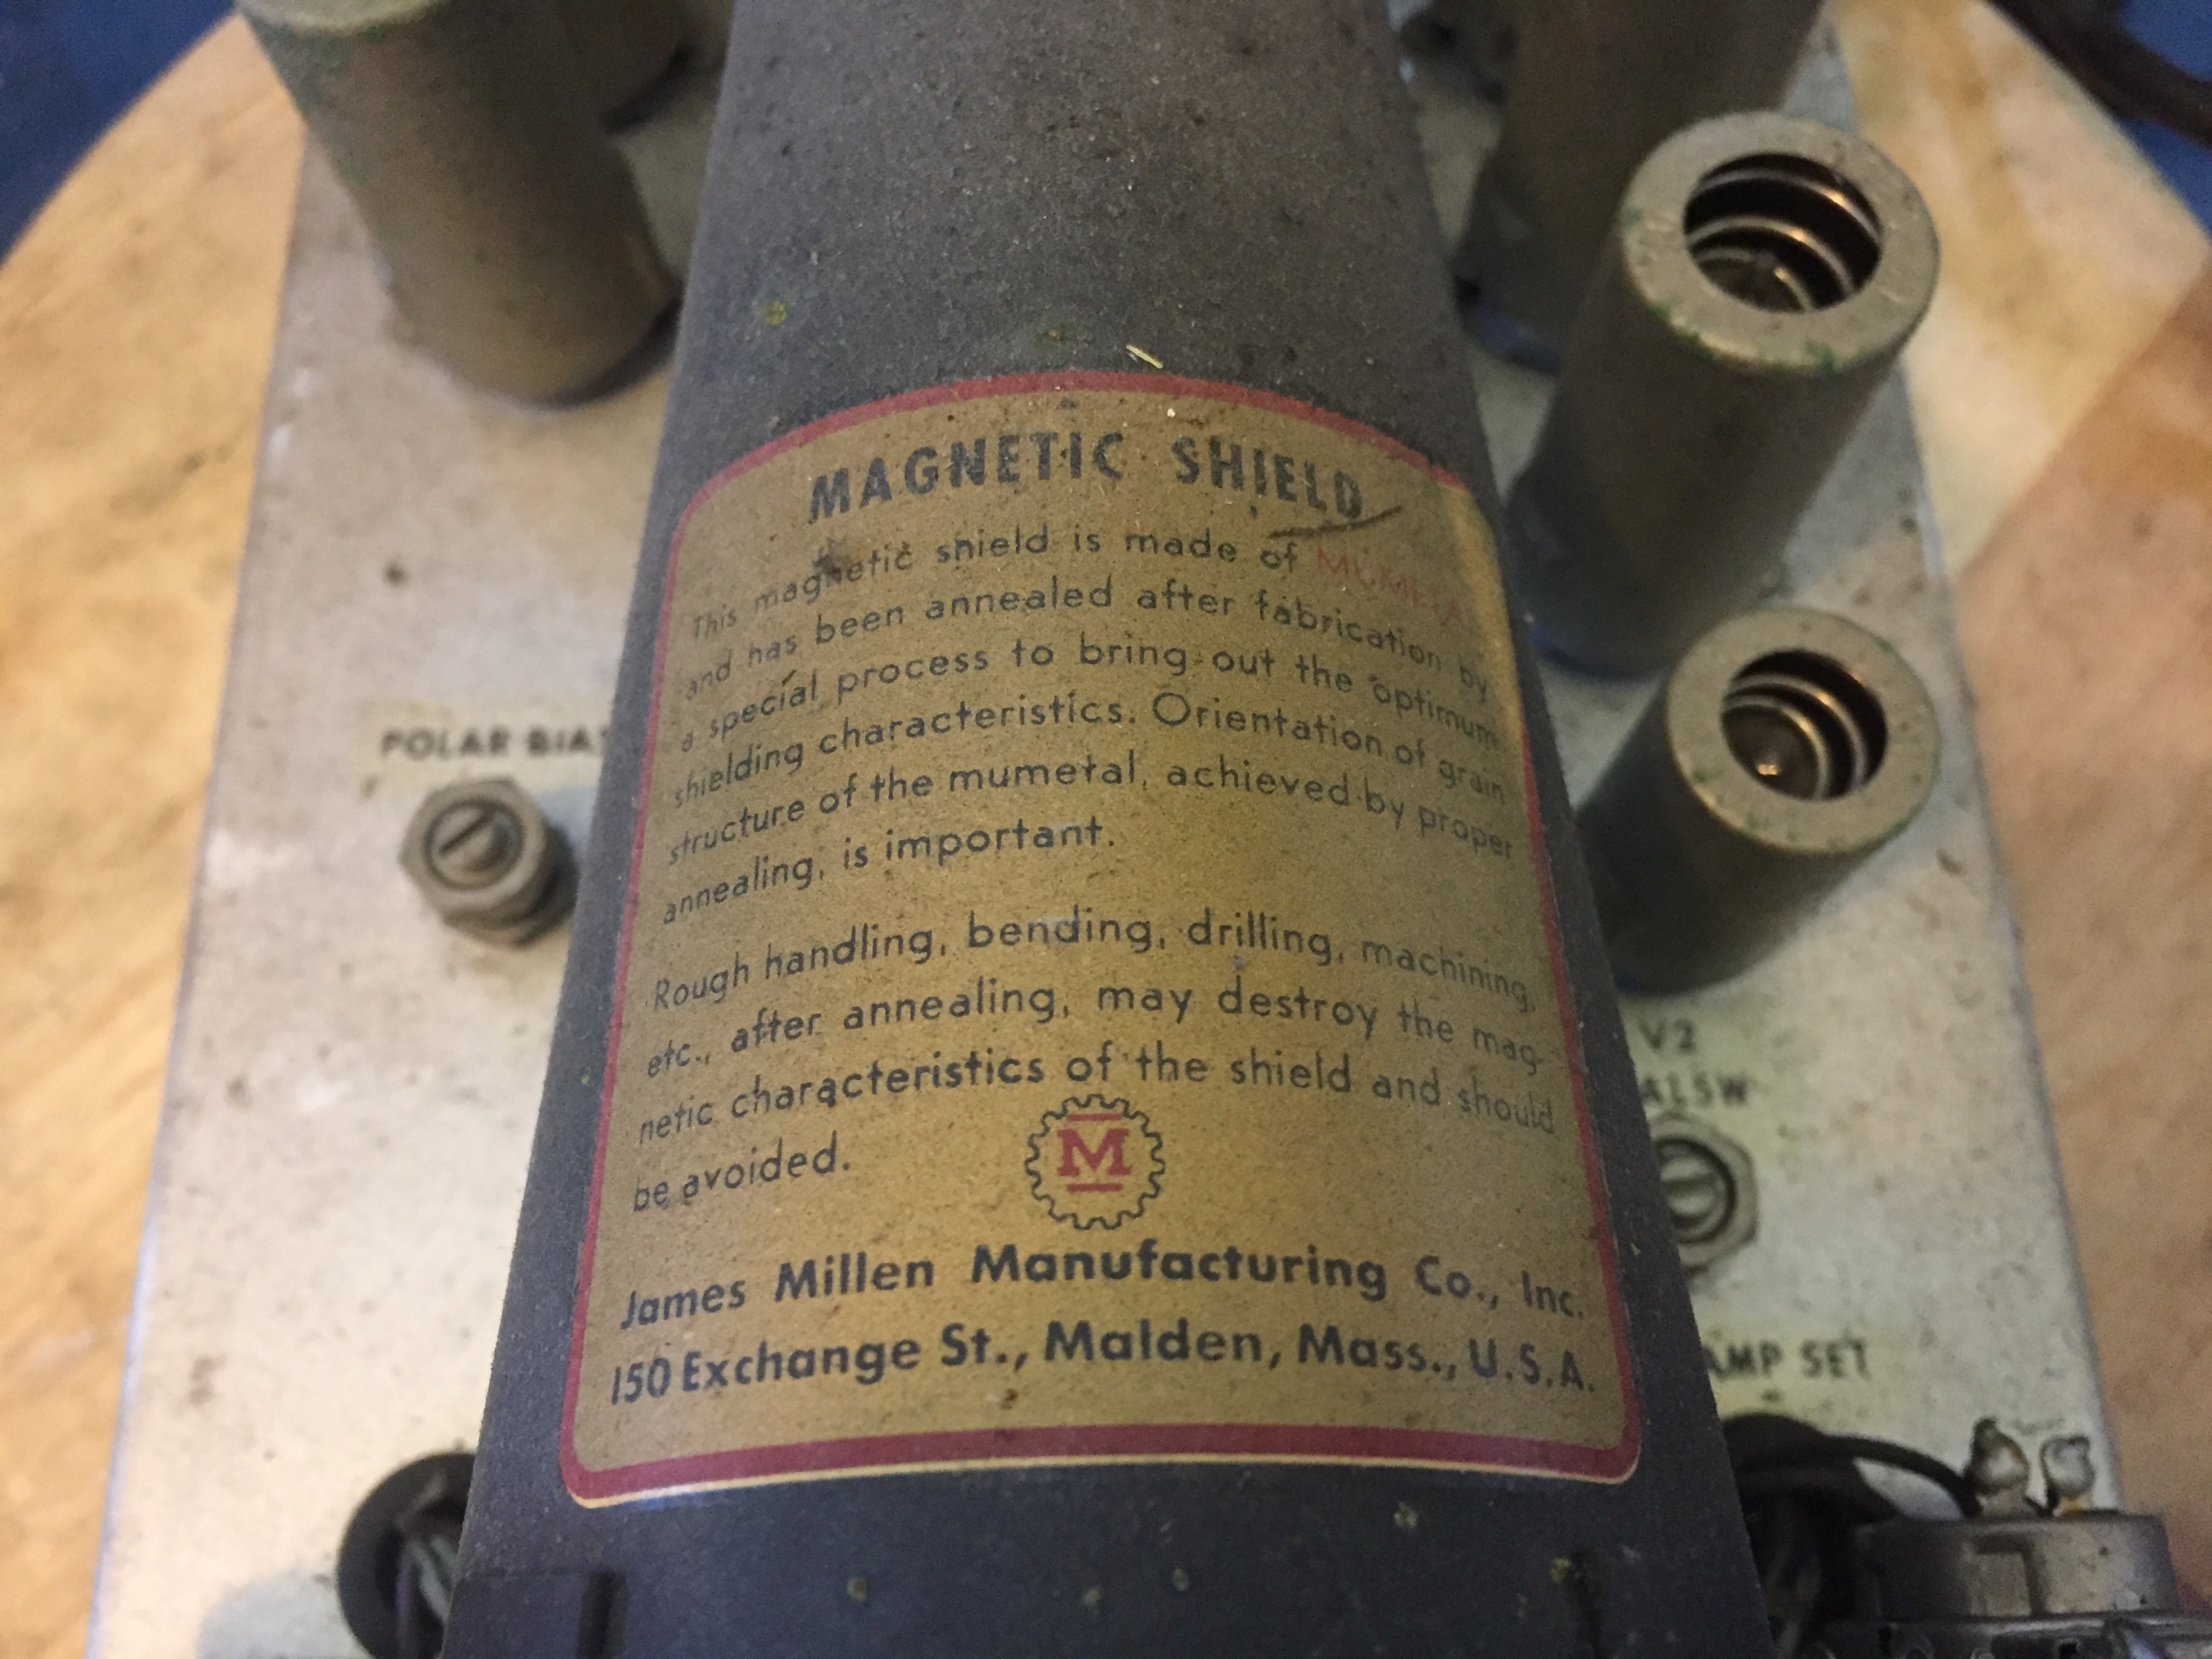 MAGNETIC SHIELD
This magnetic shield is made of MUMETAL
and has been annealed after fabrication by
a special process to bring out the optimum
shielding characteristics. Orientation of grain
structure of the mumetal, achieved by proper
annealing, is important.
Rough handling, bending, drilling, machining,
etc., after annealing, may destroy the mag-
netic characteristics of the shield and should
be avoided.
M
James Millen Manufacturing Co., Inc.
150 Exchange St., Malden, Mass., U.S.A.
POLAR BIAS
V2
AL5W
AMP SET